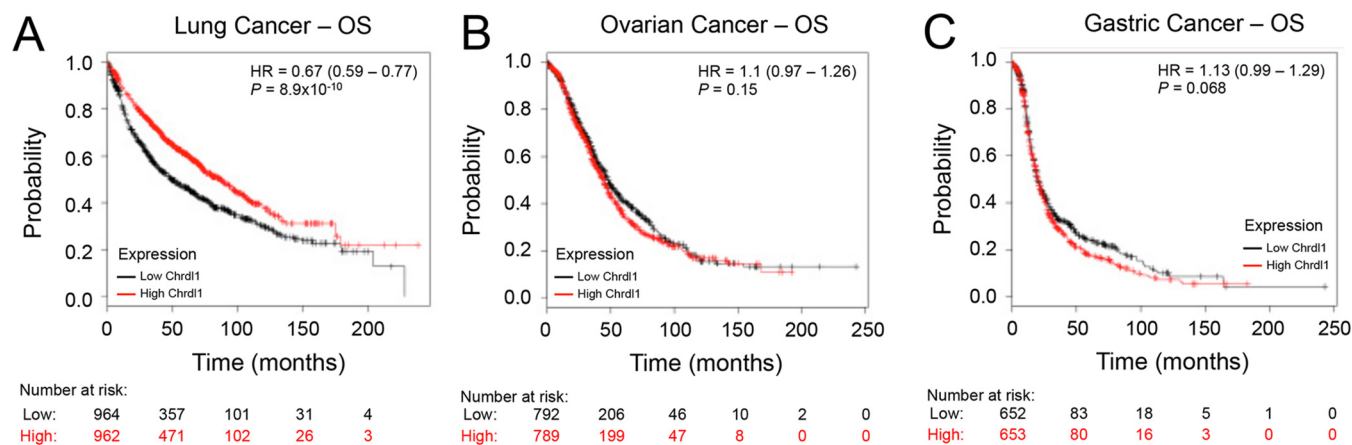 A
Lung Cancer – OS
HR = 0.67 (0.59 – 0.77)
P = 8.9x10⁻¹⁰
Probability
1.0
0.8
0.6
0.4
0.2
0.0
Expression
Low Chrdl1
High Chrdl1
0 50 100 150 200
Time (months)
Number at risk:
Low: 964 357 101 31 4
High: 962 471 102 26 3
B
Ovarian Cancer – OS
HR = 1.1 (0.97 – 1.26)
P = 0.15
Probability
1.0
0.8
0.6
0.4
0.2
0.0
Expression
Low Chrdl1
High Chrdl1
0 50 100 150 200 250
Time (months)
Number at risk:
Low: 792 206 46 10 2 0
High: 789 199 47 8 0 0
C
Gastric Cancer – OS
HR = 1.13 (0.99 – 1.29)
P = 0.068
Probability
1.0
0.8
0.6
0.4
0.2
0.0
Expression
Low Chrdl1
High Chrdl1
0 50 100 150 200 250
Time (months)
Number at risk:
Low: 652 83 18 5 1 0
High: 653 80 16 3 0 0